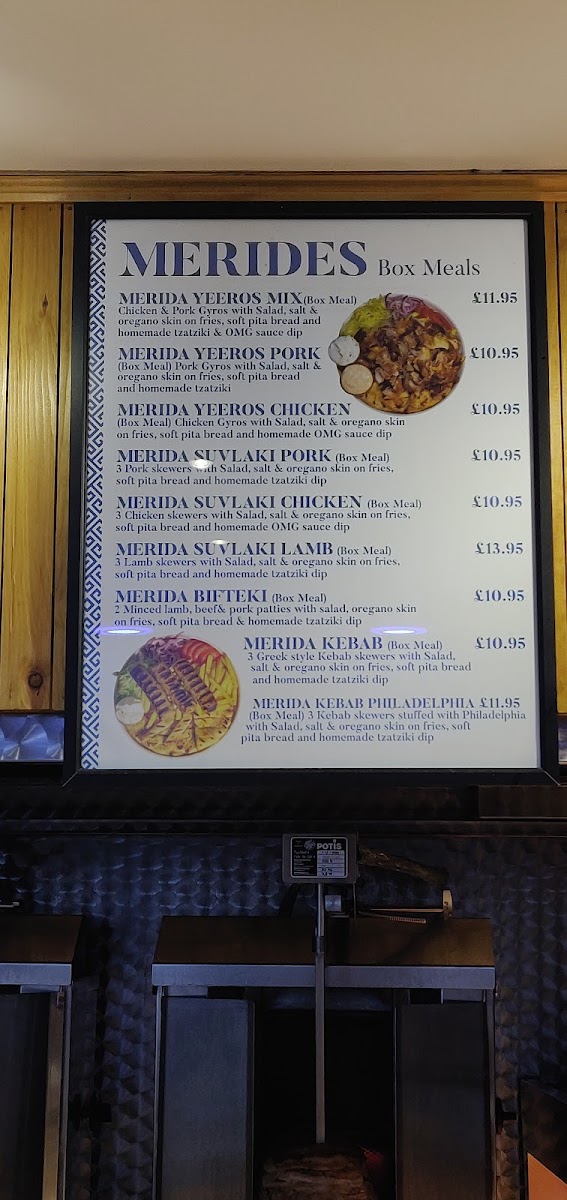 MERIDES Box Meals
MERIDA YEEROS MIX (Box Meal) £11.95
Chicken & Pork Gyros with Salad, salt &
oregano skin on fries, soft pita bread and
homemade tzatziki & OMG sauce dip
MERIDA YEEROS PORK £10.95
(Box Meal) Pork Gyros with Salad, salt &
oregano skin on fries, soft pita bread
and homemade tzatziki
MERIDA YEEROS CHICKEN £10.95
(Box Meal) Chicken Gyros with Salad, salt & oregano skin
on fries, soft pita bread and homemade OMG sauce dip
MERIDA SUVLAKI PORK (Box Meal) £10.95
3 Pork skewers with Salad, salt & oregano skin on fries,
soft pita bread and homemade tzatziki dip
MERIDA SUVLAKI CHICKEN (Box Meal) £10.95
3 Chicken skewers with Salad, salt & oregano skin on fries,
soft pita bread and homemade OMG sauce dip
MERIDA SUVLAKI LAMB (Box Meal) £13.95
3 Lamb skewers with Salad, salt & oregano skin on fries,
soft pita bread and homemade tzatziki dip
MERIDA BIFTEKI (Box Meal) £10.95
2 Minced lamb, beef& pork patties with salad, oregano skin
on fries, soft pita bread & homemade tzatziki dip
MERIDA KEBAB (Box Meal) £10.95
3 Greek style Kebab skewers with Salad,
salt & oregano skin on fries, soft pita bread
and homemade tzatziki dip
MERIDA KEBAB PHILADELPHIA £11.95
(Box Meal) 3 Kebab skewers stuffed with Philadelphia
with Salad, salt & oregano skin on fries, soft
pita bread and homemade tzatziki dip
POTIS